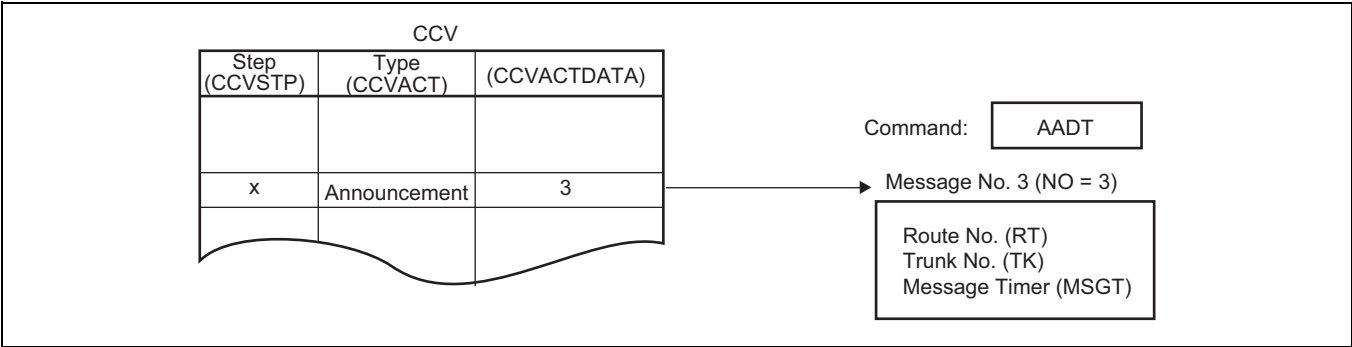 CCV
Step
(CCVSTP)
Type
(CCVACT)
(CCVACTDATA)
Command:
AADT
x
Announcement
3
Message No. 3 (NO = 3)
Route No. (RT)
Trunk No. (TK)
Message Timer (MSGT)